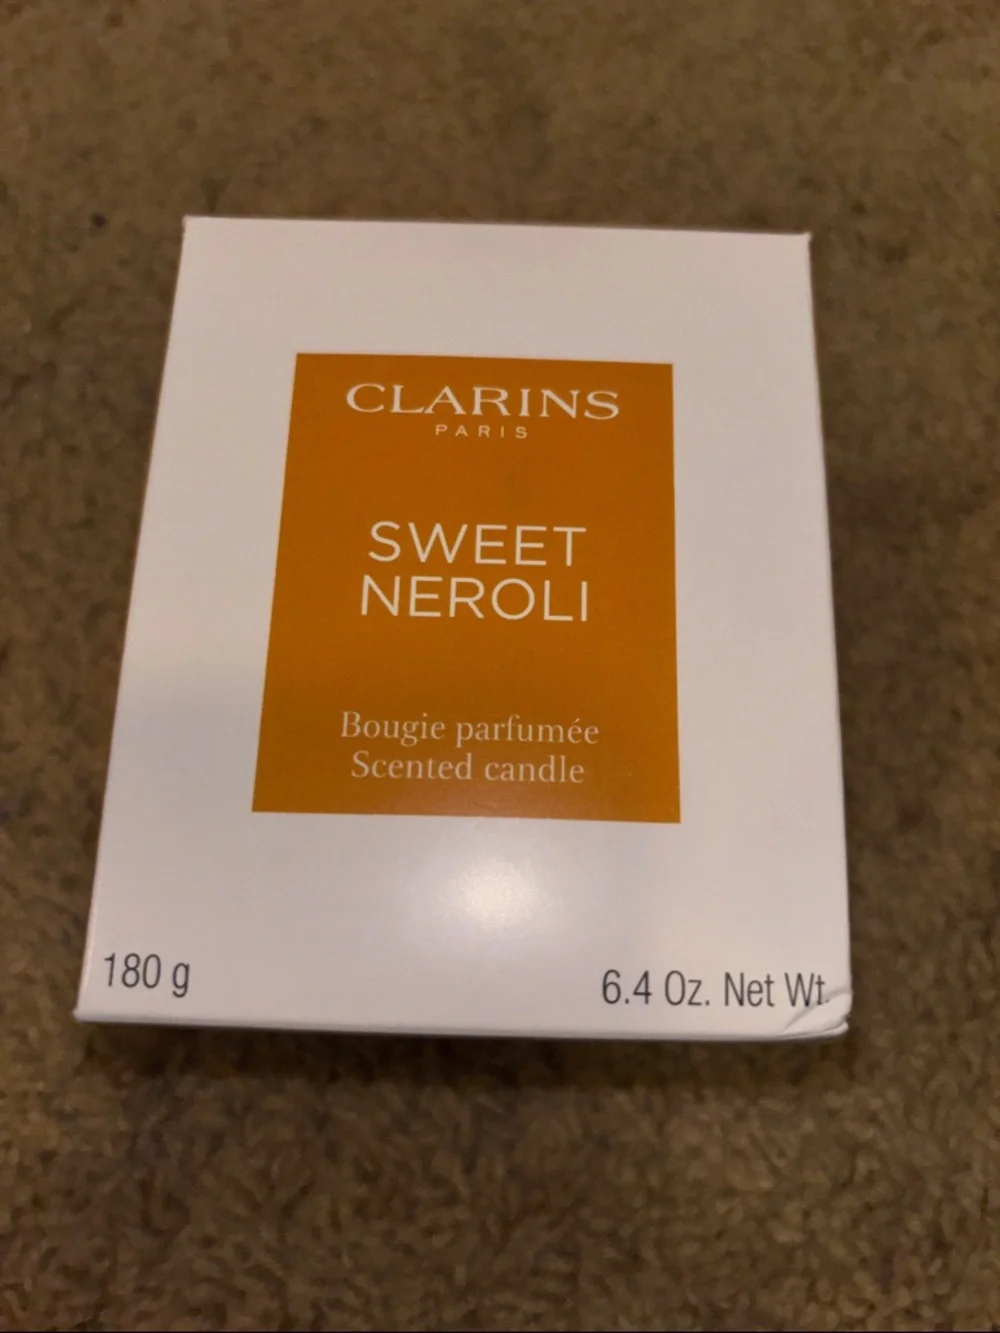 CLARINS
PARIS
SWEET
NEROLI
Bougie parfumée
Scented candle
180 g
6.4 Oz. Net Wt.